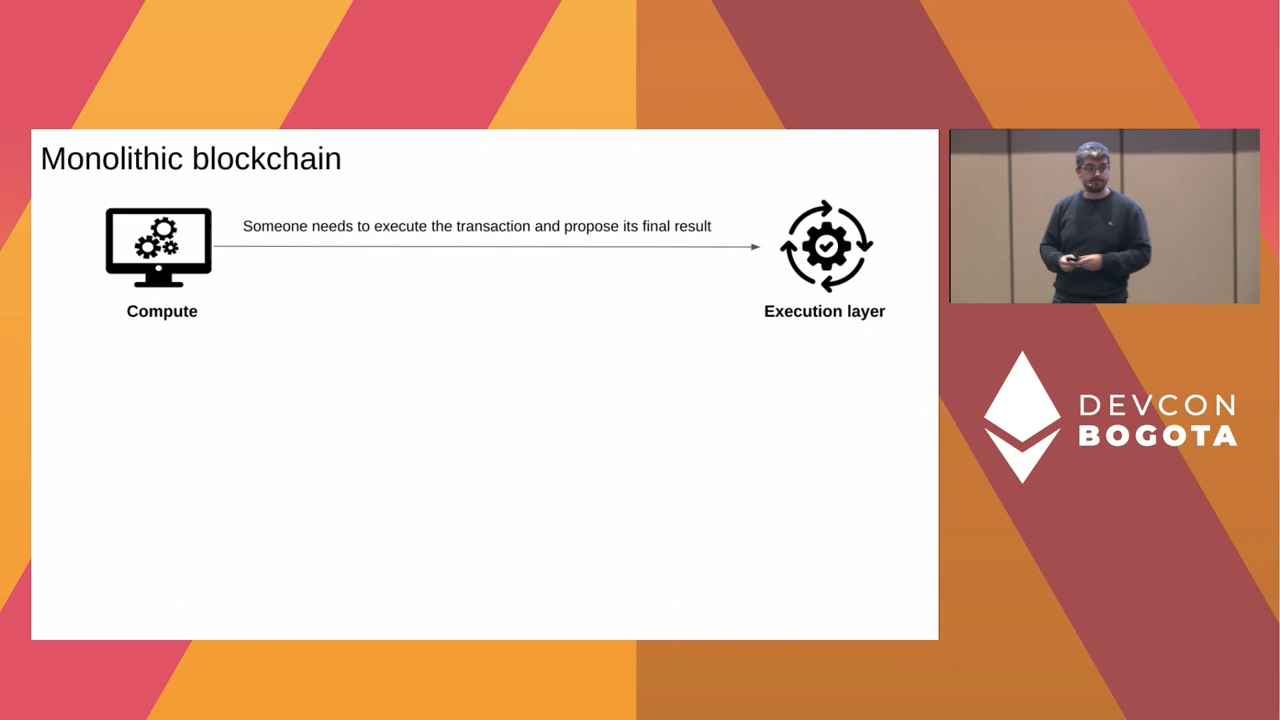 Monolithic blockchain
Someone needs to execute the transaction and propose its final result
Compute
Execution layer
DEVCON
BOGOTA